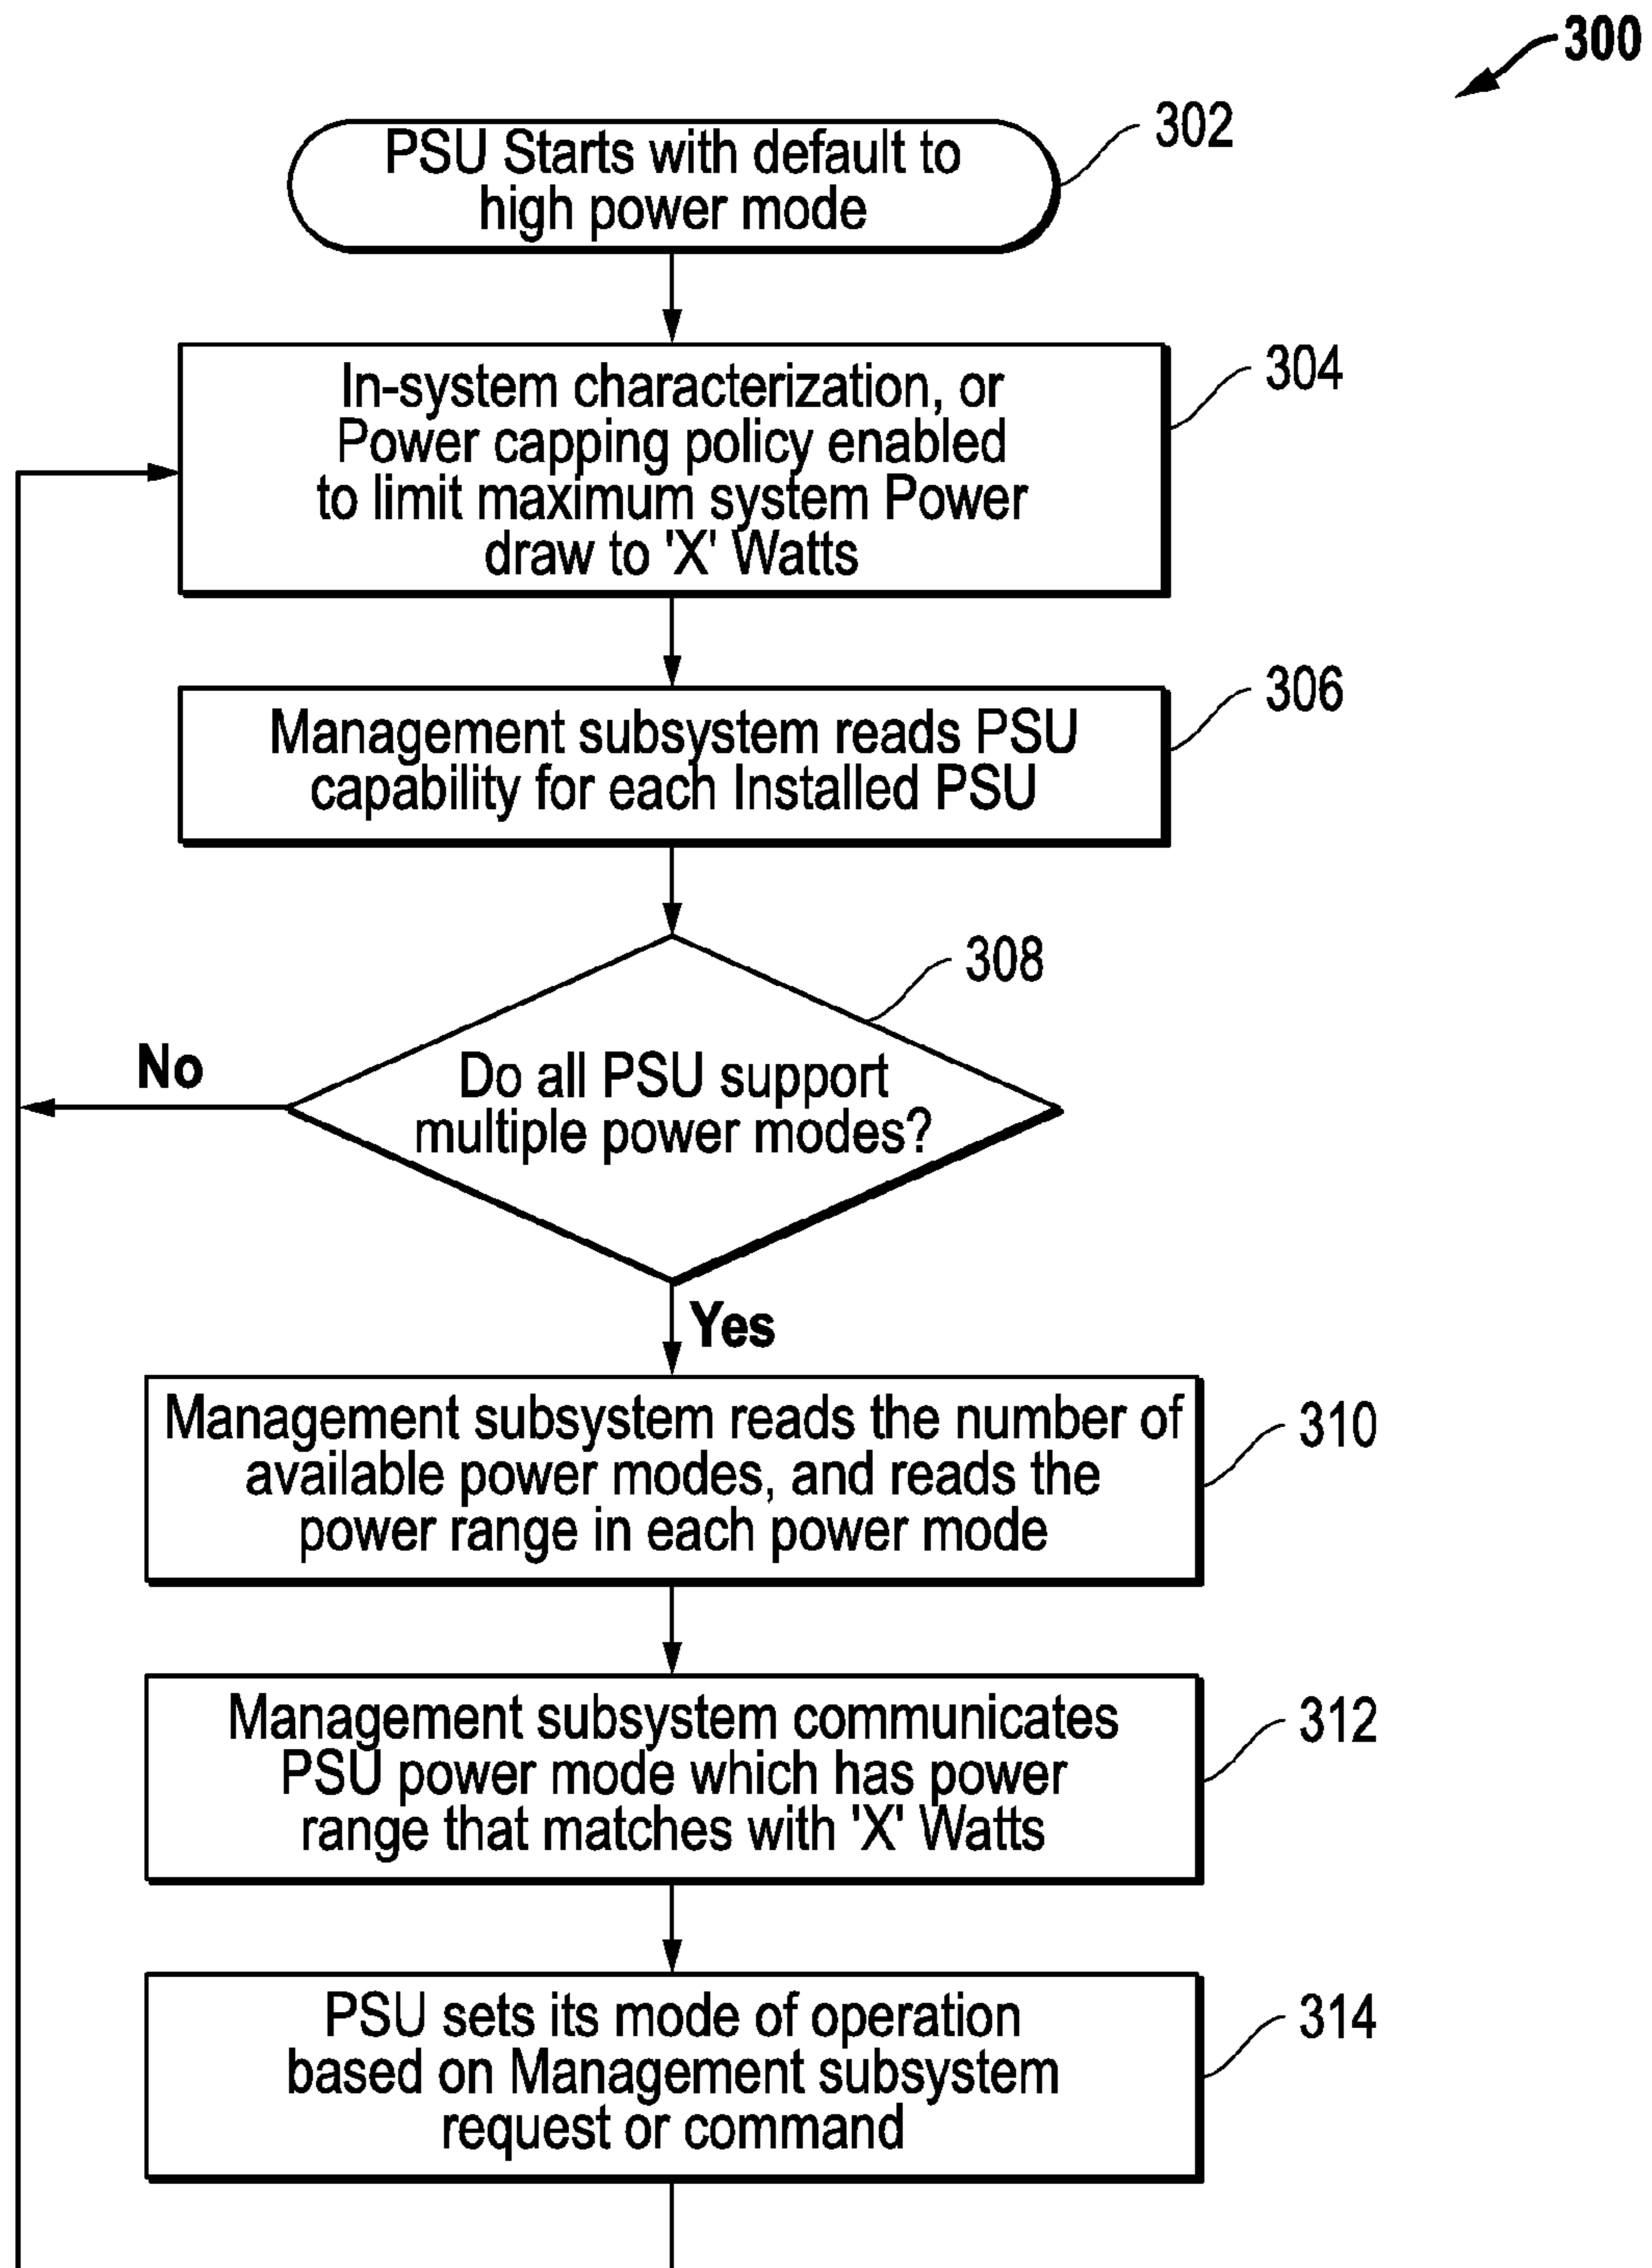 300
PSU Starts with default to
high power mode
302
In-system characterization, or
Power capping policy enabled
to limit maximum system Power
draw to 'X' Watts
304
Management subsystem reads PSU
capability for each Installed PSU
306
308
Do all PSU support
multiple power modes?
No
Yes
Management subsystem reads the number of
available power modes, and reads the
power range in each power mode
310
Management subsystem communicates
PSU power mode which has power
range that matches with 'X' Watts
312
PSU sets its mode of operation
based on Management subsystem
request or command
314